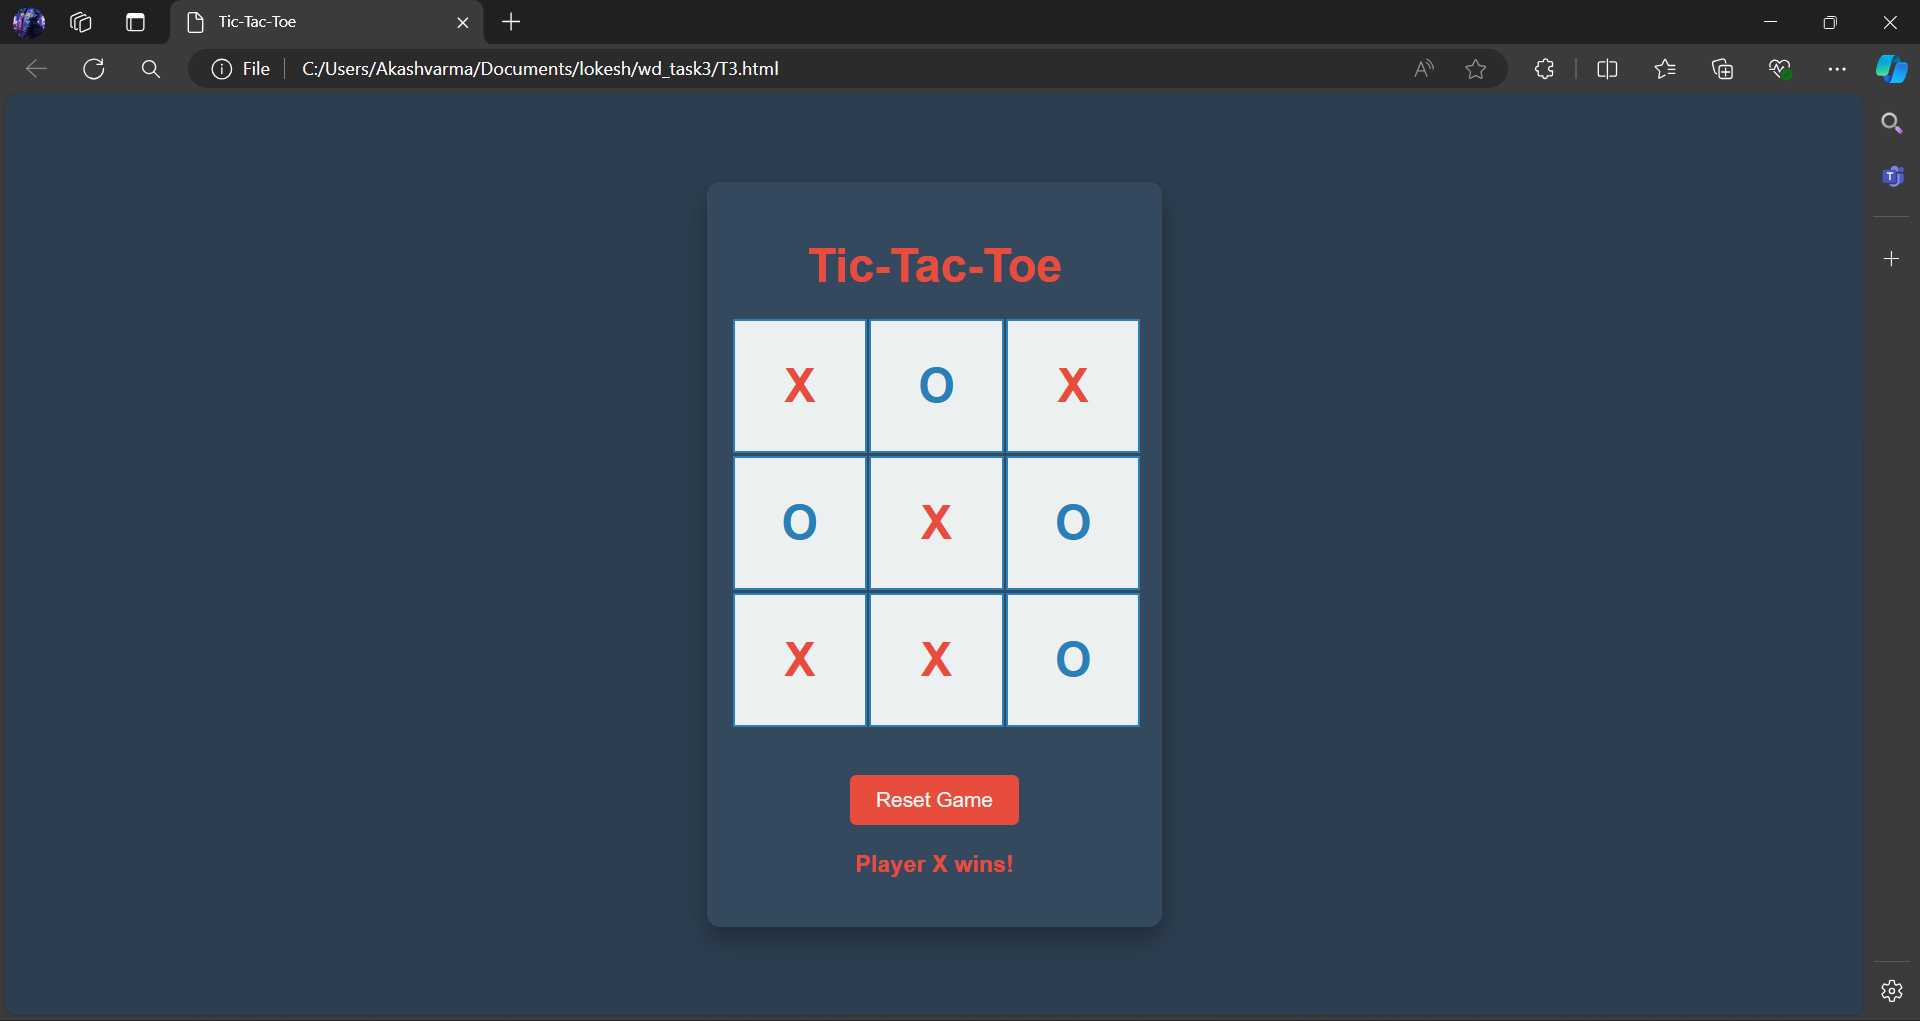 Tic-Tac-Toe
File C:/Users/Akashvarma/Documents/lokesh/wd_task3/T3.html
Tic-Tac-Toe
X O X
O X O
X X O
Reset Game
Player X wins!